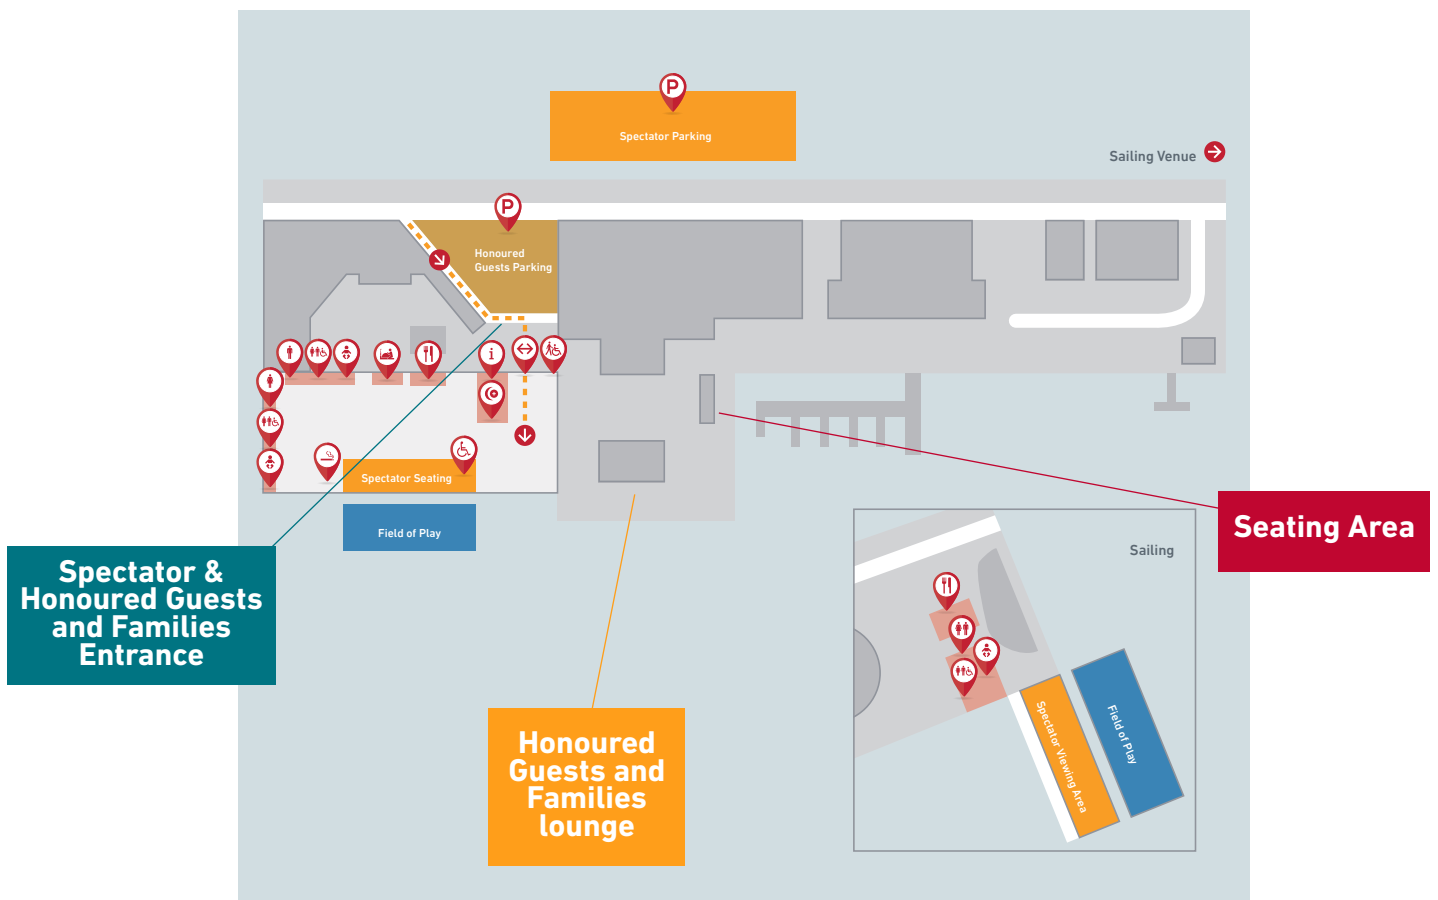 P
Spectator Parking
Sailing Venue
P
Honoured
Guests Parking
i
Spectator Seating
Field of Play
Seating Area
Spectator &
Honoured Guests
and Families
Entrance
Honoured
Guests and
Families
lounge
Sailing
Spectator Viewing Area
Field of Play